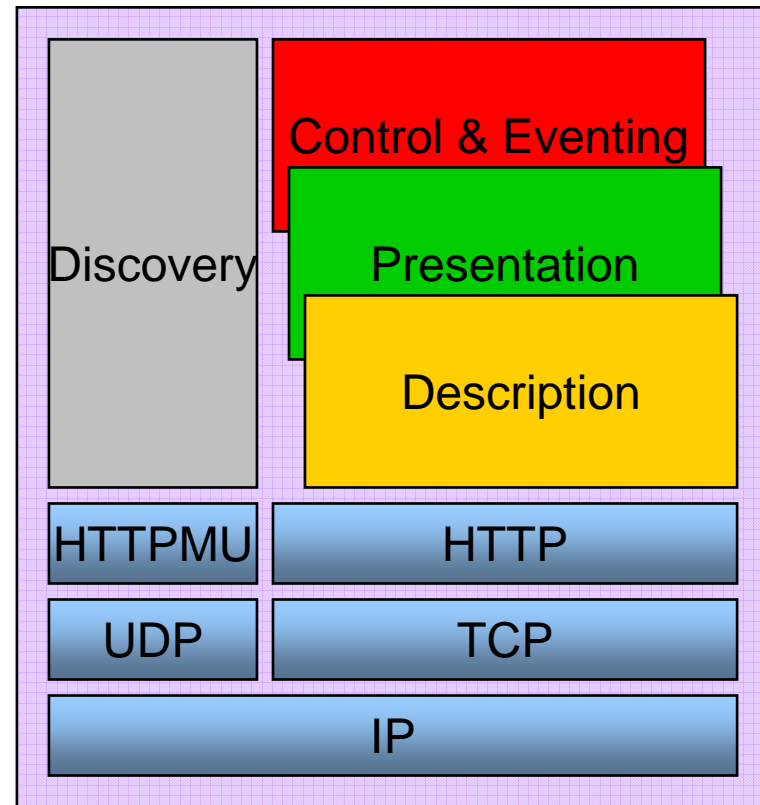 Control & Eventing
Discovery
Presentation
Description
HTTPMU
HTTP
UDP
TCP
IP